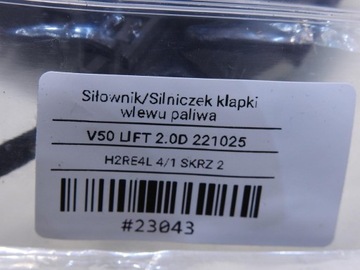 Siłownik/Silniczek klapki
wlewu paliwa
V50 LIFT 2.0D 221025
H2RE4L 4/1 SKRZ 2
#23043